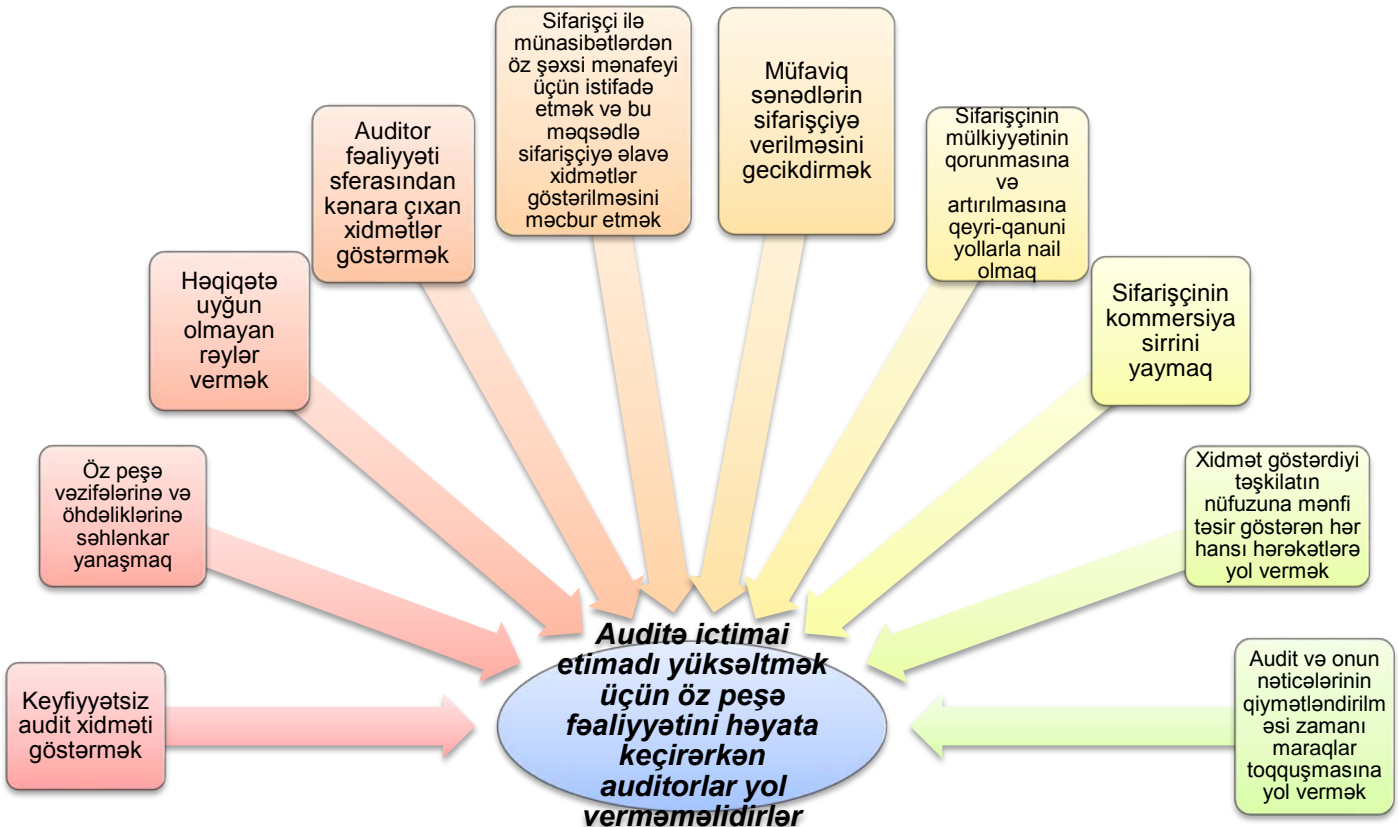 Keyfiyyətsiz
audit xidməti
göstərmək
Öz peşə
vəzifələrinə və
öhdəliklərinə
səhlənkar
yanaşmaq
Həqiqətə
uyğun
olmayan
rəylər
vermək
Auditor
fəaliyyəti
sferasından
kənara çıxan
xidmətlər
göstərmək
Sifarişçi ilə
münasibətlərdən
öz şəxsi mənafeyi
üçün istifadə
etmək və bu
məqsədlə
sifarişçiyə əlavə
xidmətlər
göstərilməsini
məcbur etmək
Müfaviq
sənədlərin
sifarişçiyə
verilməsini
gecikdirmək
Sifarişçinin
mülkiyyətinin
qorunmasına
və
artırılmasına
qeyri-qanuni
yollarla nail
olmaq
Sifarişçinin
kommersiya
sirrini
yaymaq
Xidmət göstərdiyi
təşkilatın
nüfuzuna mənfi
təsir göstərən hər
hansı hərəkətlərə
yol vermək
Audit və onun
nəticələrinin
qiymətləndirilm
əsi zamanı
maraqlar
toqquşmasına
yol vermək
Auditə ictimai
etimadı yüksəltmək
üçün öz peşə
fəaliyyətini həyata
keçirərkən
auditorlar yol
verməməlidirlər